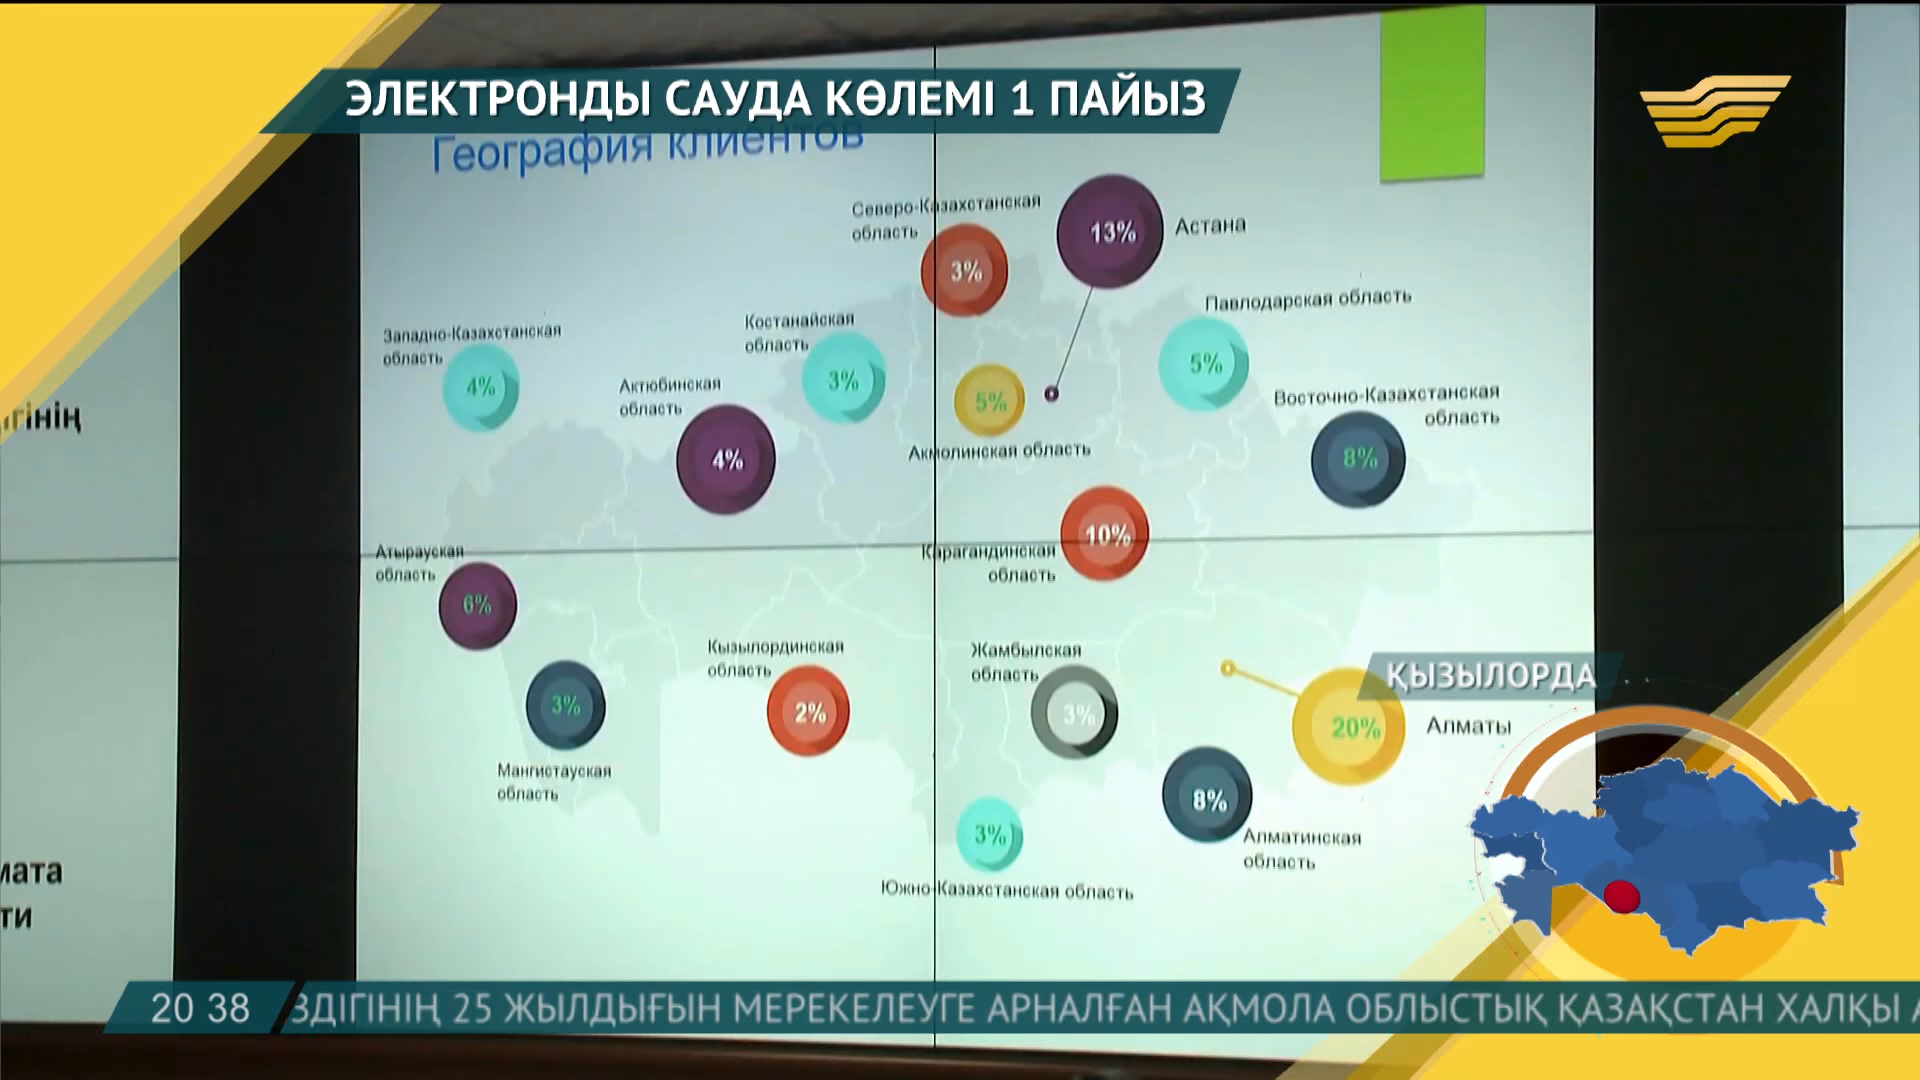 ЭЛЕКТРОНДЫ САУДА КӨЛЕМІ 1 ПАЙЫЗ
География клиентов
Северо-Казахстанская
область
3%
13%
Астана
Павлодарская область
5%
Западно-Казахстанская
область
4%
Костанайская
область
3%
Актюбинская
область
4%
5%
Акмолинская область
Восточно-Казахстанская
область
8%
10%
Карагандинская
область
Атырауская
область
6%
3%
Мангистауская
область
Кызылординская
область
2%
Жамбылская
область
3%
ҚЫЗЫЛОРДА
20%
Алматы
8%
Алматинская
область
3%
Южно-Казахстанская область
мата
ти
20 38
ЗДІГІНІҢ 25 ЖЫЛДЫҒЫН МЕРЕКЕЛЕУГЕ АРНАЛҒАН АҚМОЛА ОБЛЫСТЫҚ ҚАЗАҚСТАН ХАЛҚЫ А